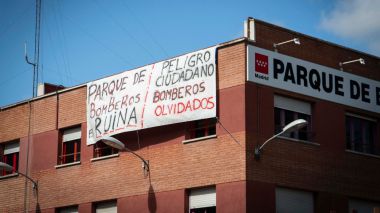 PARQUE DE
BOMBEROS
RUINA
PELIGRO
CIUDADANO
BOMBEROS
OLVIDADOS
Madrid
PARQUE DE